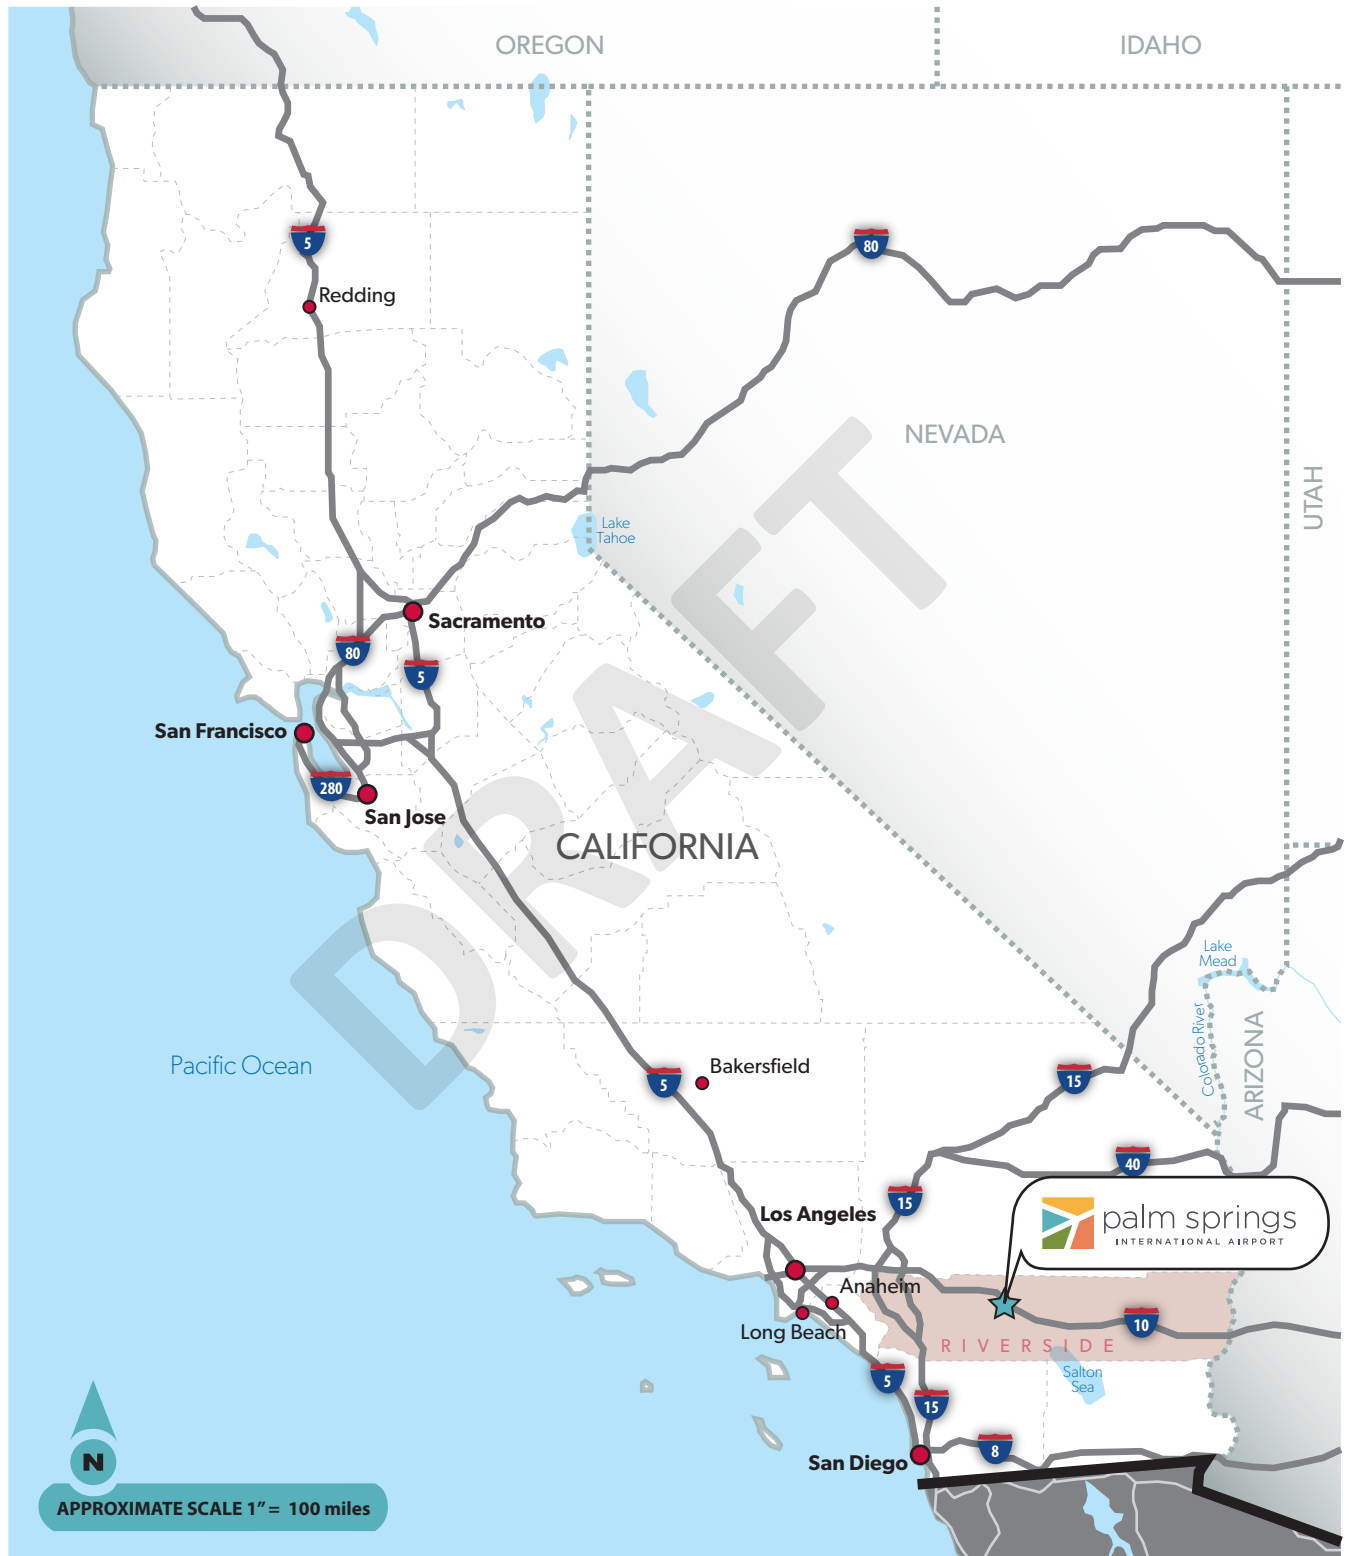 OREGON
IDAHO
5
80
Redding
NEVADA
UTAH
Lake
Tahoe
Sacramento
80
5
San Francisco
280
San Jose
CALIFORNIA
DRAFT
Lake
Mead
Colorado River
ARIZONA
Pacific Ocean
Bakersfield
5
15
40
15
Los Angeles
palm springs
INTERNATIONAL AIRPORT
Anaheim
Long Beach
10
RIVERSIDE
Salton
Sea
5
15
8
San Diego
N
APPROXIMATE SCALE 1" = 100 miles